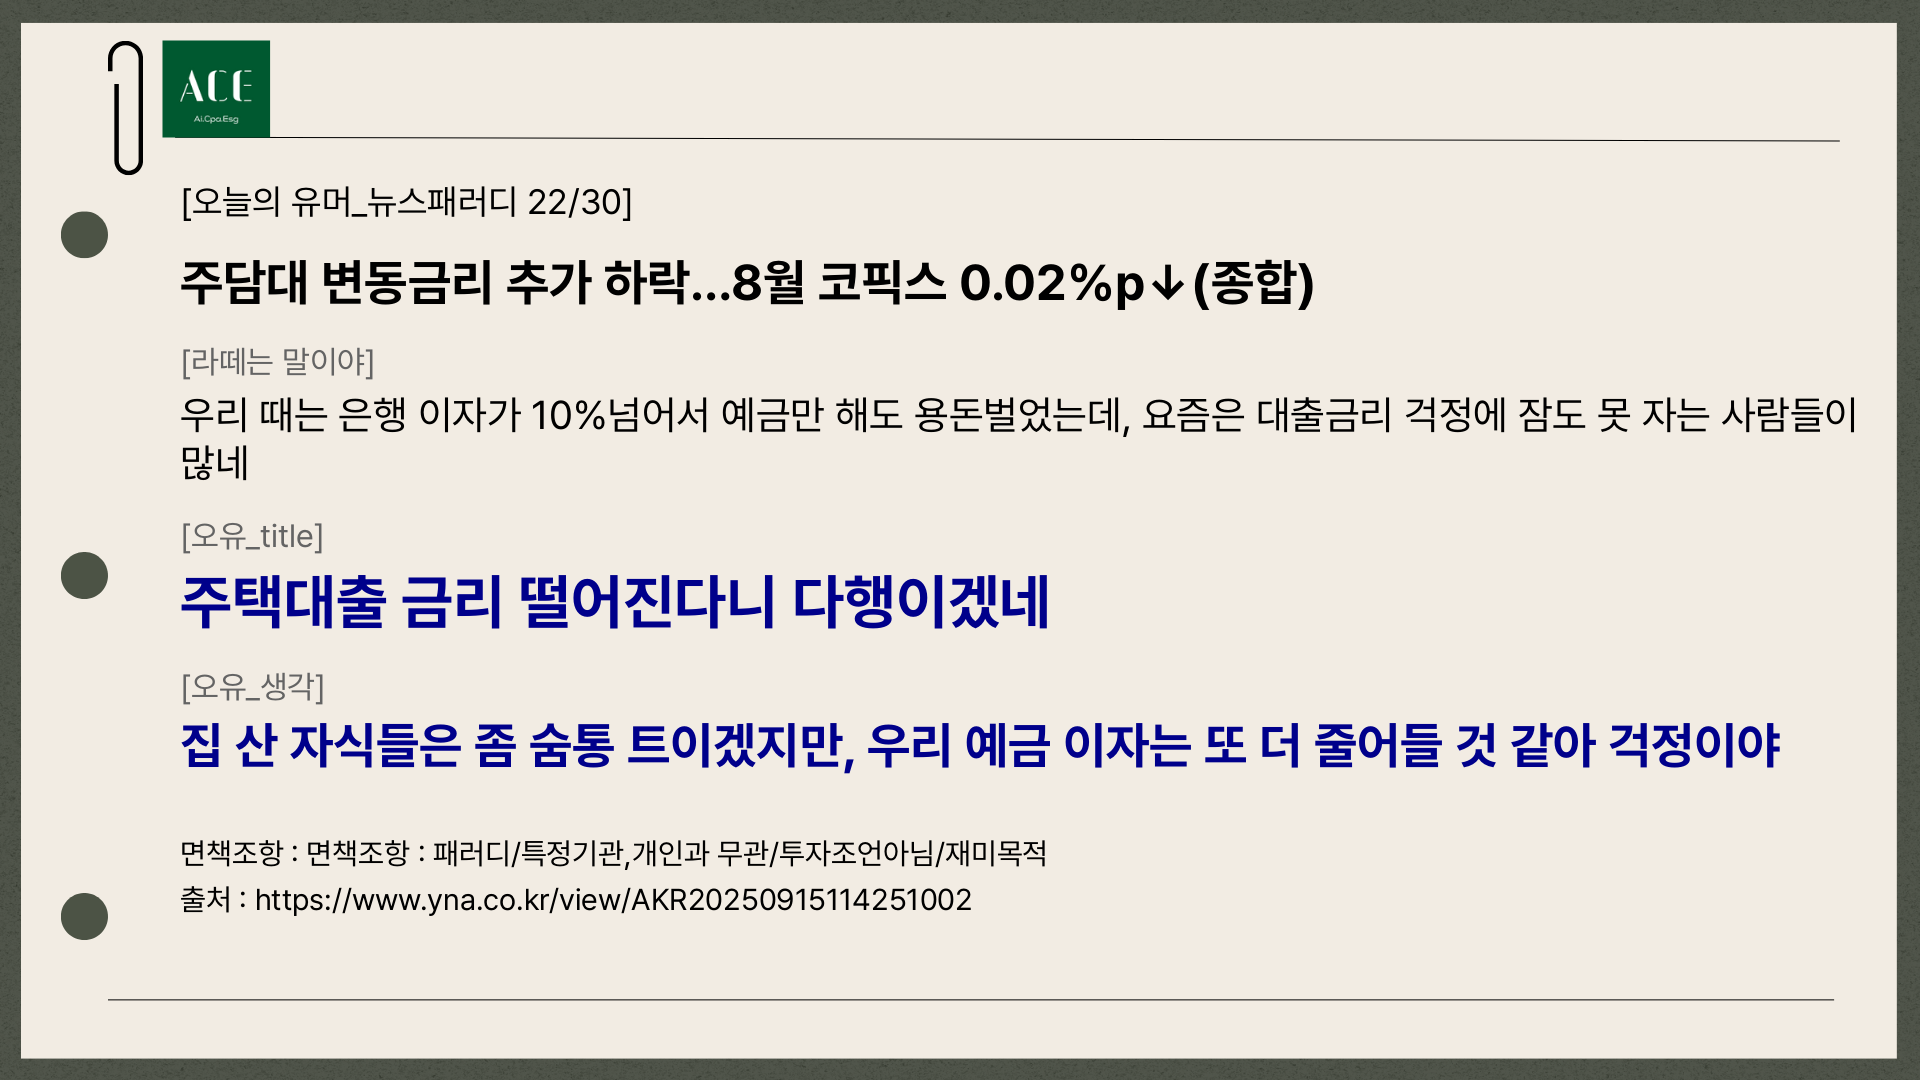 ACE
Ai.Cpa.Esg
[오늘의 유머_뉴스패러디 22/30]
주담대 변동금리 추가 하락...8월 코픽스 0.02%p↓(종합)
[라떼는 말이야]
우리 때는 은행 이자가 10%넘어서 예금만 해도 용돈벌었는데, 요즘은 대출금리 걱정에 잠도 못 자는 사람들이
많네
[오유_title]
주택대출 금리 떨어진다니 다행이겠네
[오유_생각]
집 산 자식들은 좀 숨통 트이겠지만, 우리 예금 이자는 또 더 줄어들 것 같아 걱정이야
면책조항 : 면책조항 : 패러디/특정기관,개인과 무관/투자조언아님/재미목적
출처 : https://www.yna.co.kr/view/AKR20250915114251002